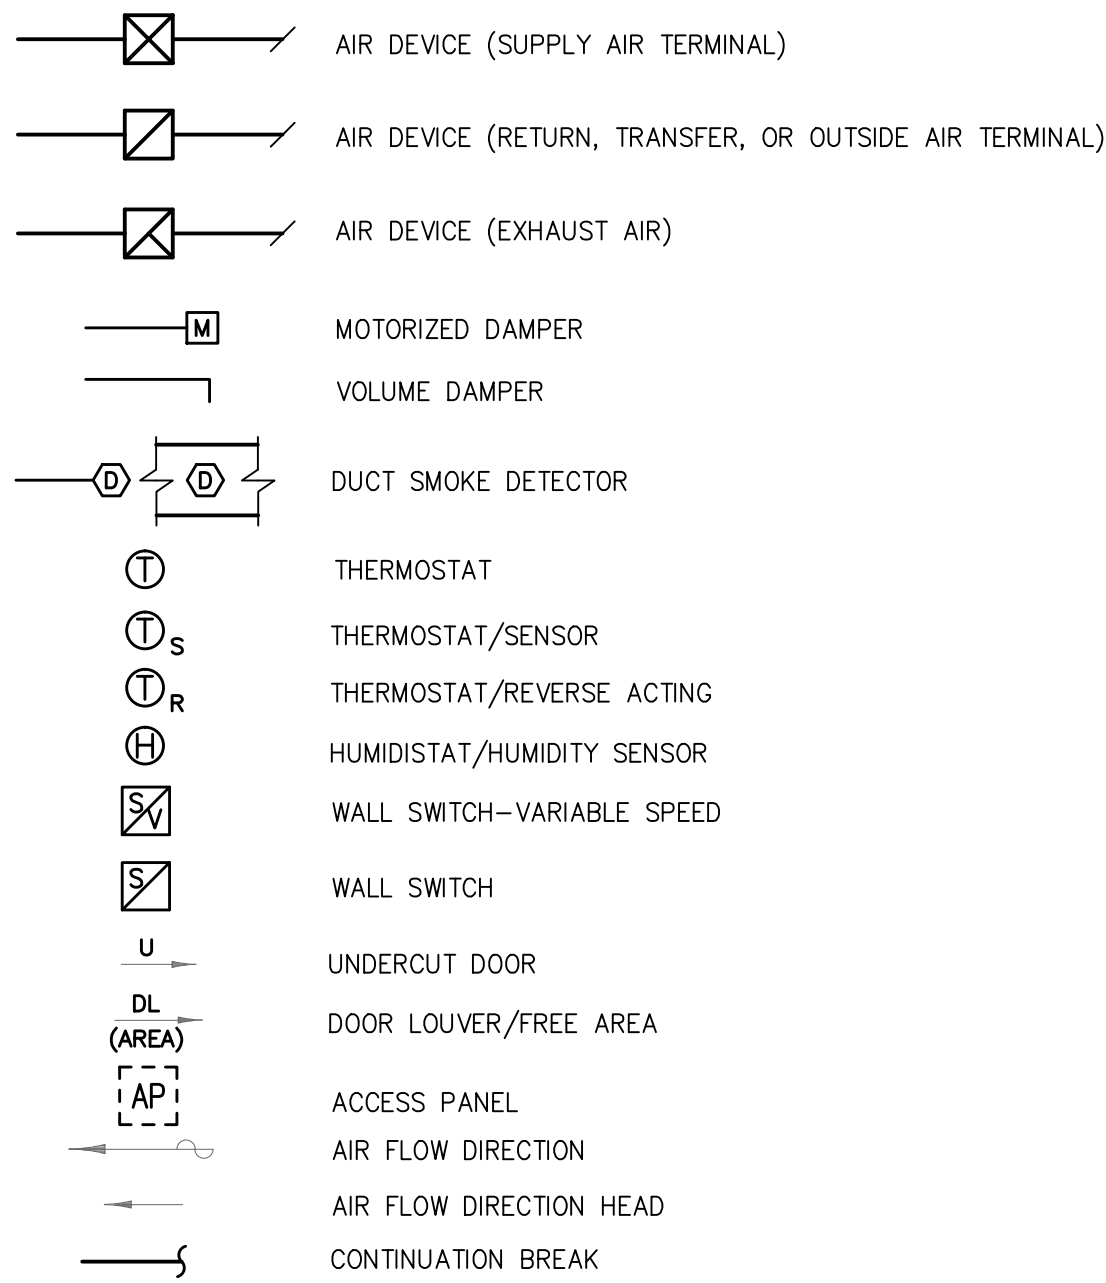 AIR DEVICE (SUPPLY AIR TERMINAL)
AIR DEVICE (RETURN, TRANSFER, OR OUTSIDE AIR TERMINAL)
AIR DEVICE (EXHAUST AIR)
M MOTORIZED DAMPER
VOLUME DAMPER
D D DUCT SMOKE DETECTOR
T THERMOSTAT
T S THERMOSTAT/SENSOR
T R THERMOSTAT/REVERSE ACTING
H HUMIDISTAT/HUMIDITY SENSOR
S/V WALL SWITCH-VARIABLE SPEED
S WALL SWITCH
U UNDERCUT DOOR
DL
(AREA) DOOR LOUVER/FREE AREA
AP ACCESS PANEL
AIR FLOW DIRECTION
AIR FLOW DIRECTION HEAD
CONTINUATION BREAK